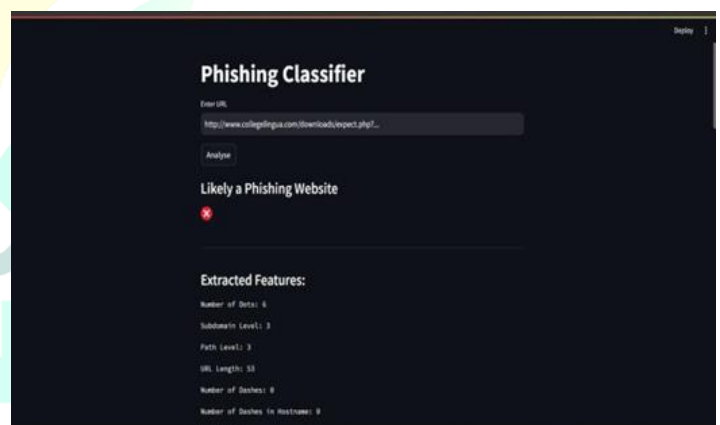 Deploy
Phishing Classifier
Enter URL
http://www.collegelingua.com/downloads/expect.php?...
Analyse
Likely a Phishing Website
Extracted Features:
Number of Dots: 6
Subdomain Level: 3
Path Level: 3
URL Length: 53
Number of Dashes: 0
Number of Dashes in Hostname: 0